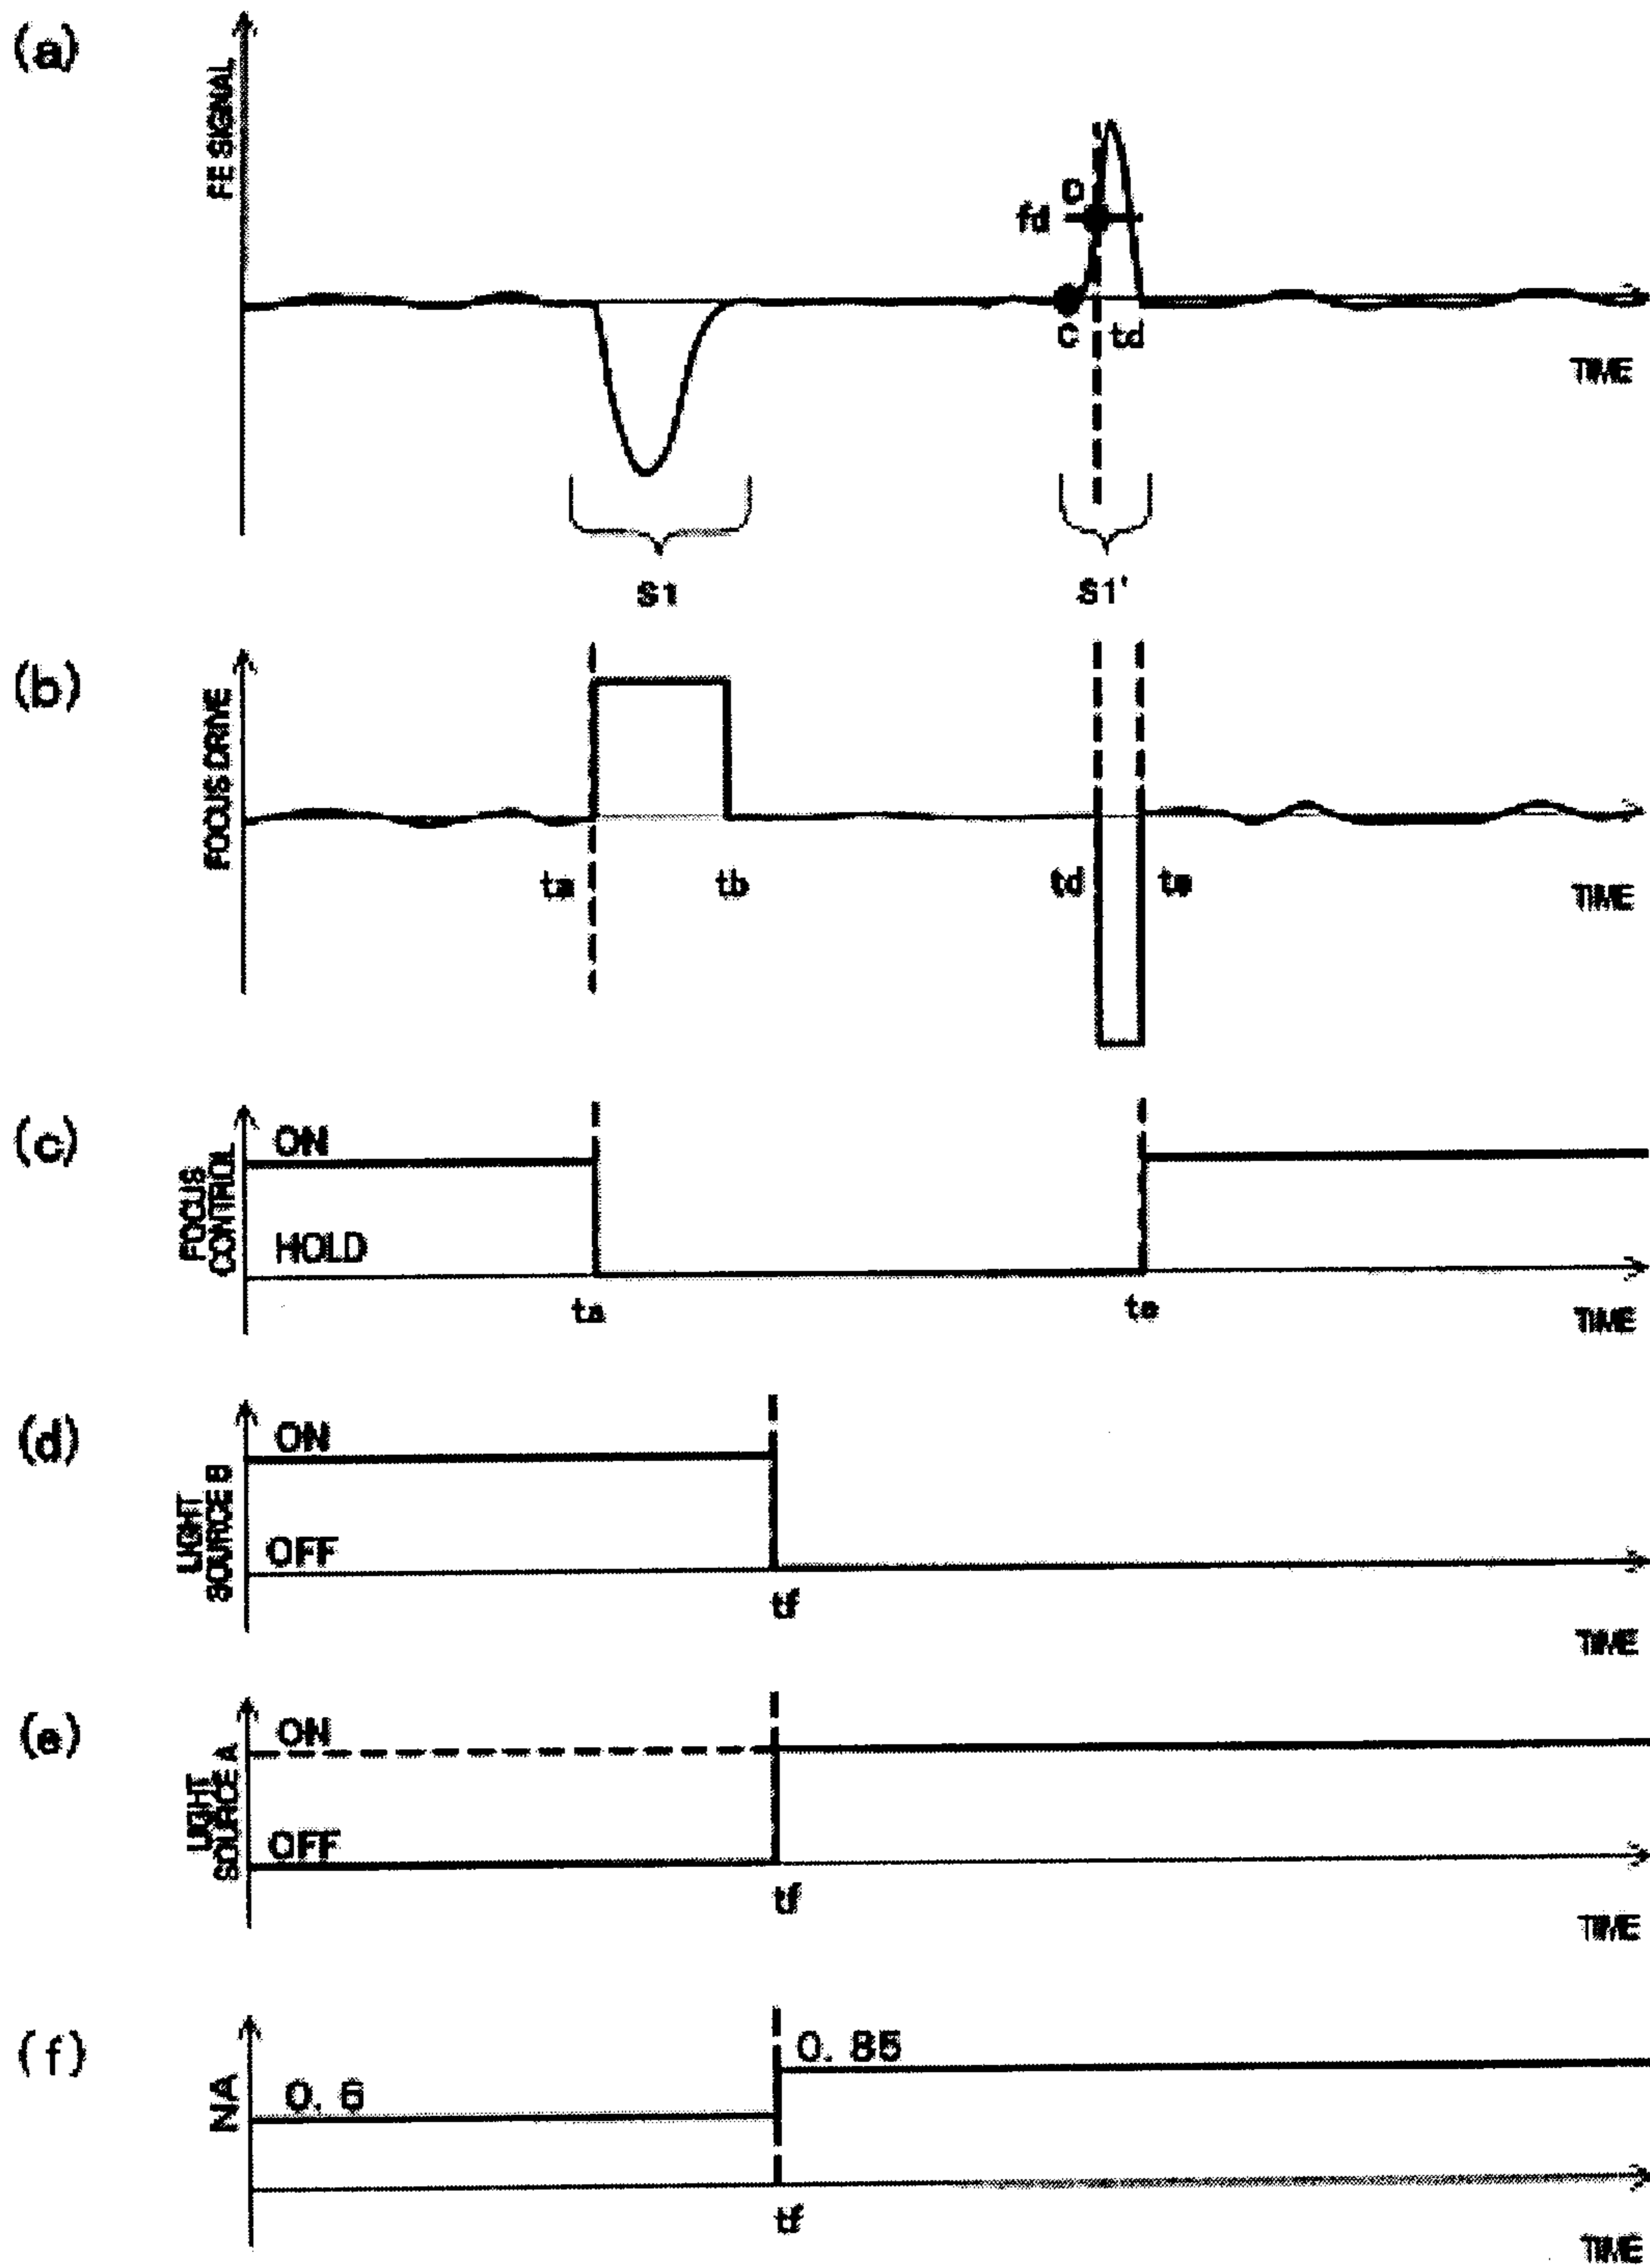 (a)
FE SIGNAL
D
fd
C
td
TIME
S1
S1'
(b)
FOCUS DRIVE
ta
tb
td
te
TIME
(c)
FOCUS
CONTROL
ON
HOLD
ta
te
TIME
(d)
LIGHT
SOURCE B
ON
OFF
tf
TIME
(e)
LIGHT
SOURCE A
ON
OFF
tf
TIME
(f)
NA
0. 6
0. 85
tf
TIME